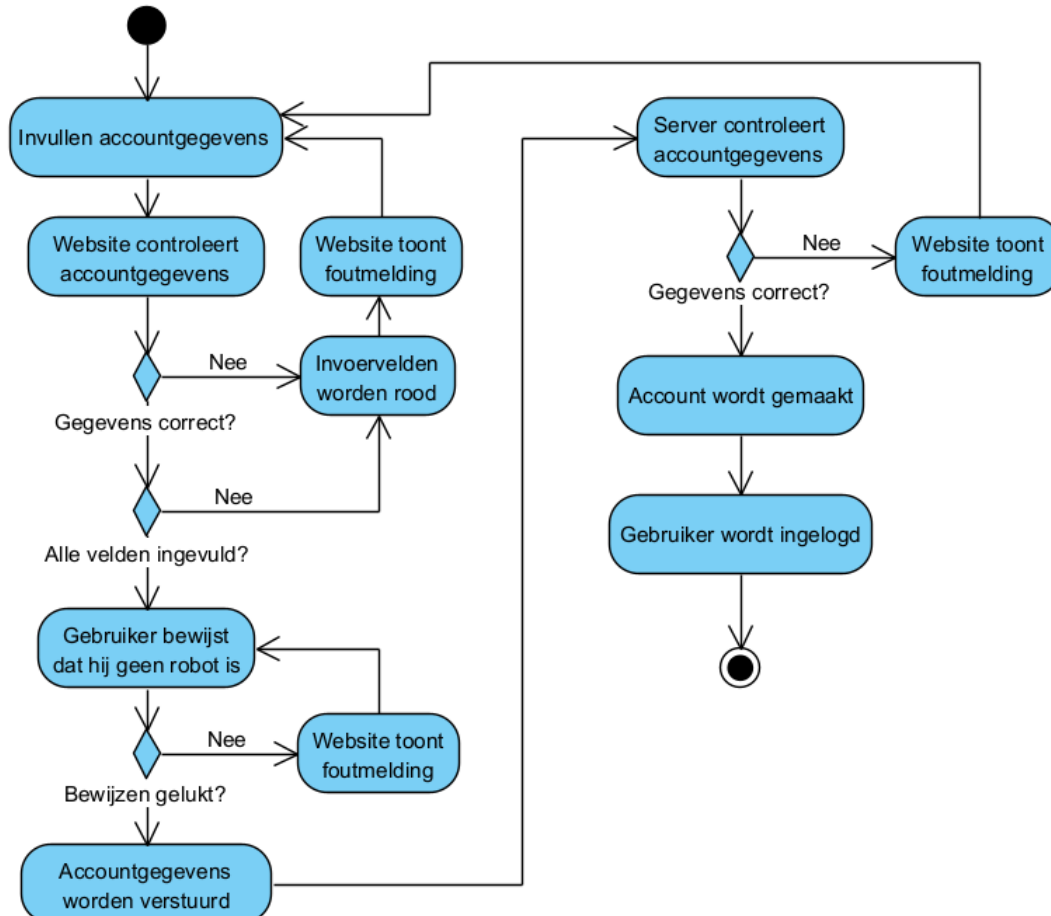 Invullen accountgegevens
Website controleert
accountgegevens
Website toont
foutmelding
Nee
Invoervelden
worden rood
Gegevens correct?
Nee
Alle velden ingevuld?
Gebruiker bewijst
dat hij geen robot is
Nee
Website toont
foutmelding
Bewijzen gelukt?
Accountgegevens
worden verstuurd
Server controleert
accountgegevens
Nee
Website toont
foutmelding
Gegevens correct?
Account wordt gemaakt
Gebruiker wordt ingelogd